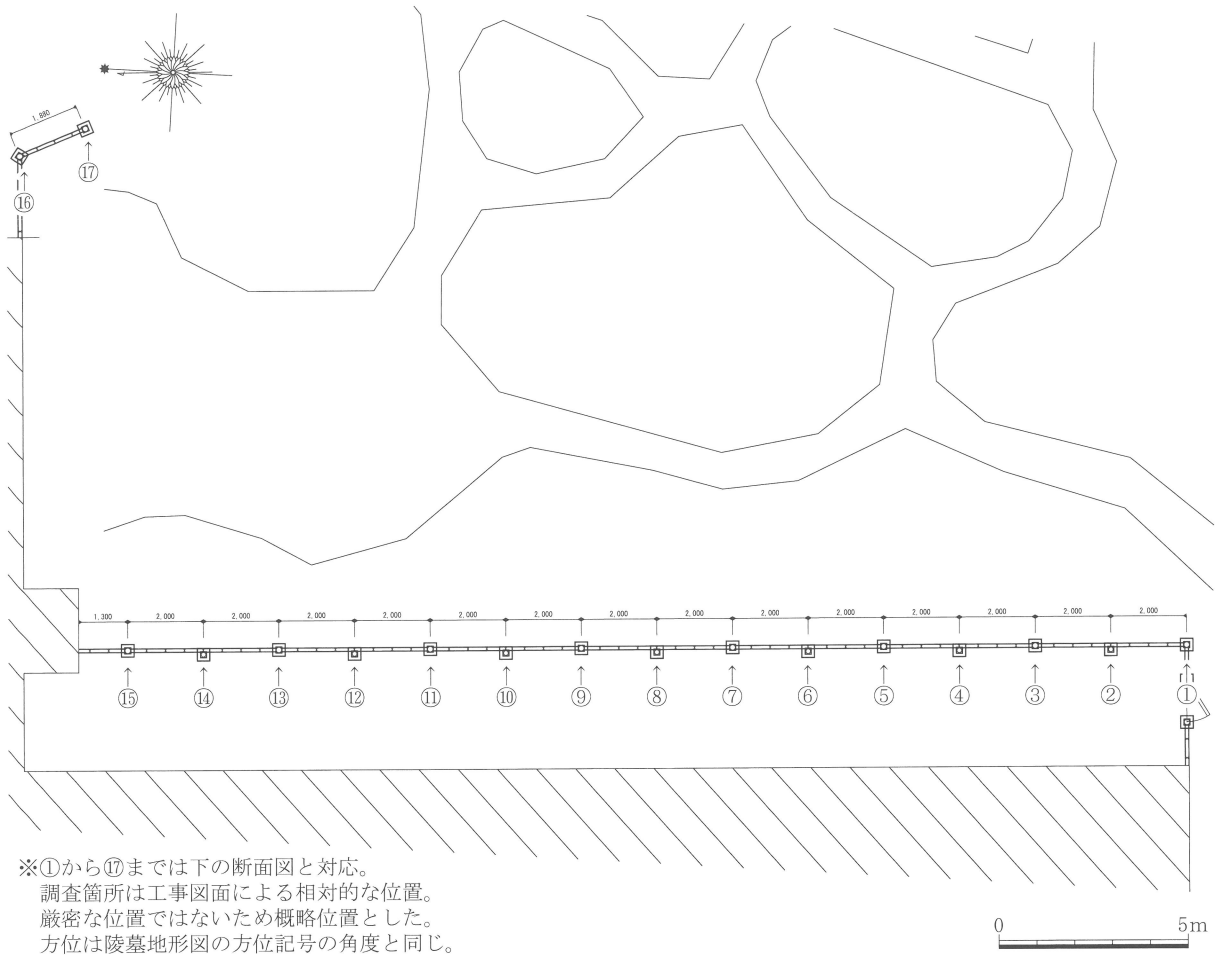 1,880
⑰
⑯
1,300 2,000 2,000 2,000 2,000 2,000 2,000 2,000 2,000 2,000 2,000 2,000 2,000 2,000 2,000
⑮ ⑭ ⑬ ⑫ ⑪ ⑩ ⑨ ⑧ ⑦ ⑥ ⑤ ④ ③ ② ①
※①から⑰までは下の断面図と対応。
調査箇所は工事図面による相対的な位置。
厳密な位置ではないため概略位置とした。
方位は陵墓地形図の方位記号の角度と同じ。
0 5m